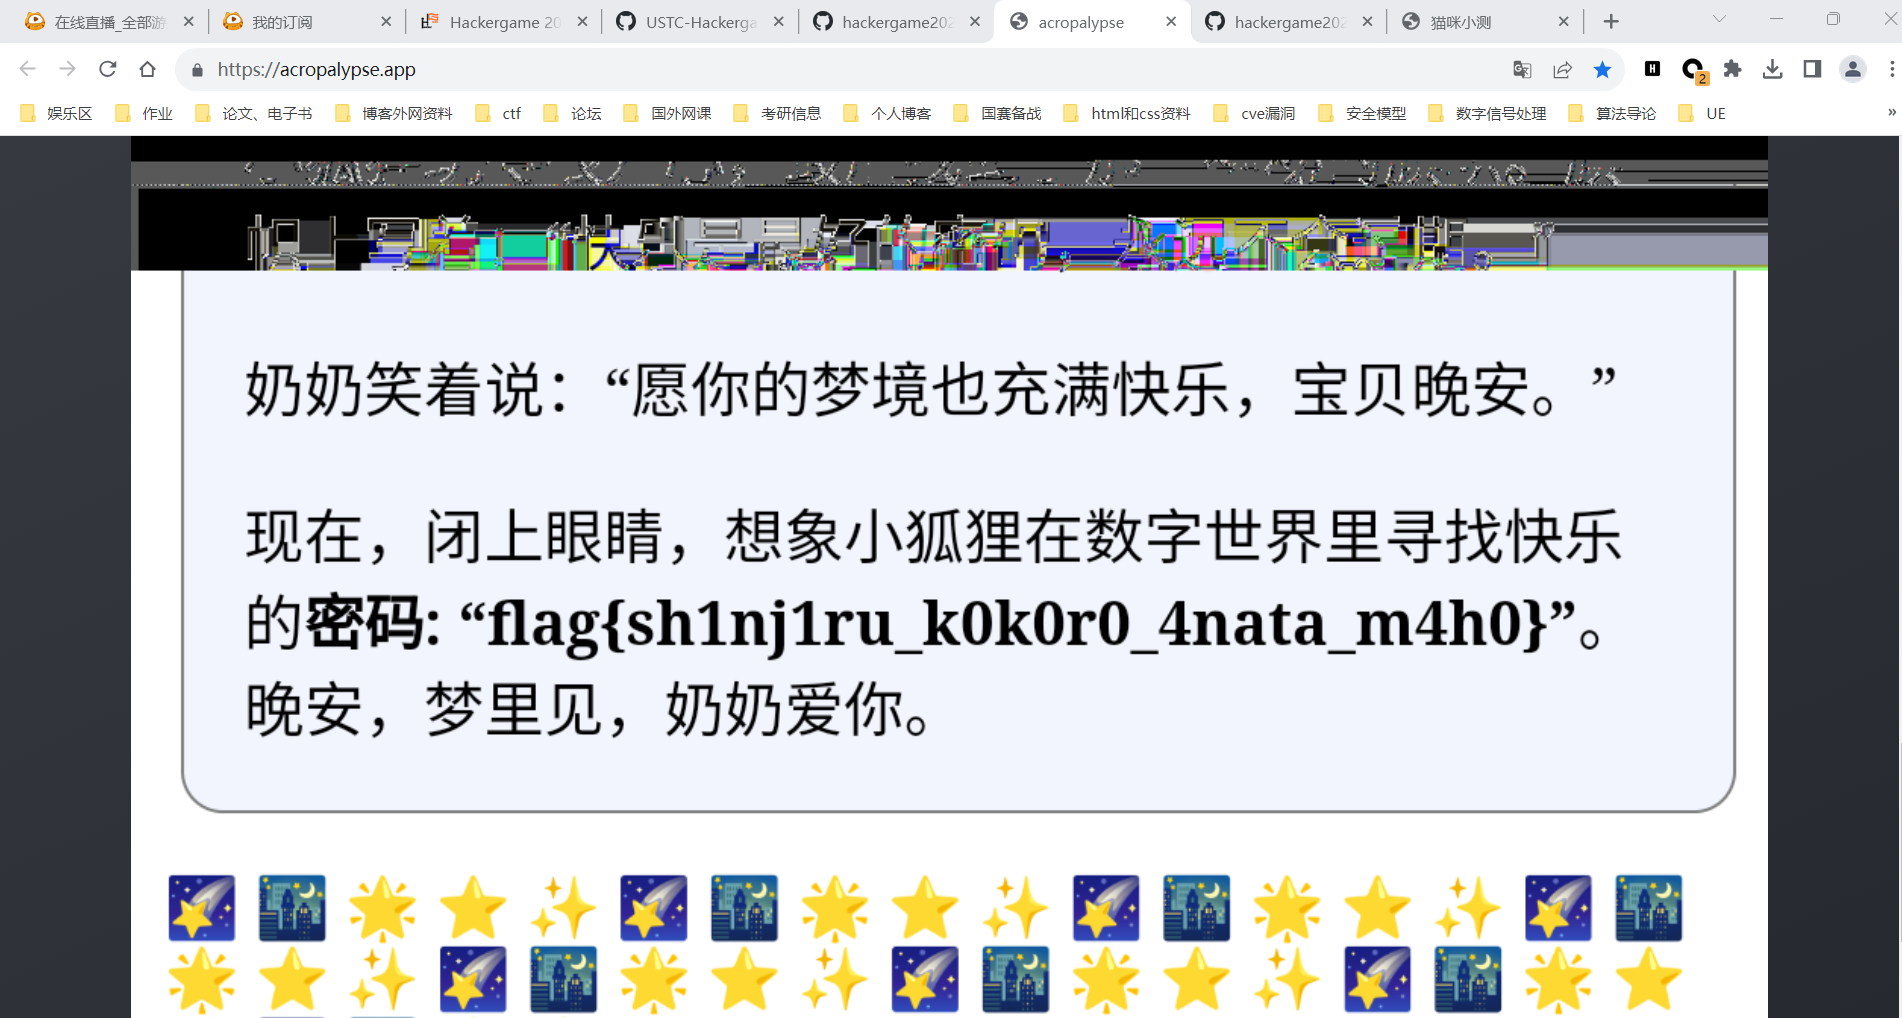 在线直播_全部游
我的订阅
Hackergame 20
USTC-Hackerga
hackergame202
acropalypse
hackergame202
猫咪小测
https://acropalypse.app
2
娱乐区
作业
论文、电子书
博客外网资料
ctf
论坛
国外网课
考研信息
个人博客
国赛备战
html和css资料
cve漏洞
安全模型
数字信号处理
算法导论
UE
»
奶奶笑着说：“愿你的梦境也充满快乐，宝贝晚安。”
现在，闭上眼睛，想象小狐狸在数字世界里寻找快乐
的密码: “flag{sh1nj1ru_k0k0r0_4nata_m4h0}”。
晚安，梦里见，奶奶爱你。